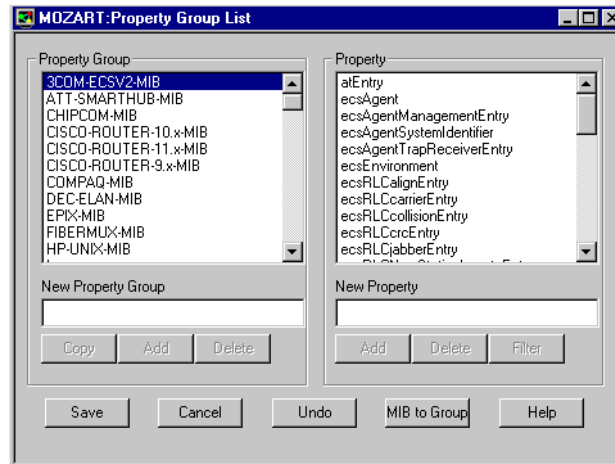 MOZART:Property Group List
Property Group
3COM-ECSV2-MIB
ATT-SMARTHUB-MIB
CHIPCOM-MIB
CISCO-ROUTER-10.x-MIB
CISCO-ROUTER-11.x-MIB
CISCO-ROUTER-9.x-MIB
COMPAQ-MIB
DEC-ELAN-MIB
EPIX-MIB
FIBERMUX-MIB
HP-UNIX-MIB
New Property Group
Copy Add Delete
Property
atEntry
ecsAgent
ecsAgentManagementEntry
ecsAgentSystemIdentifier
ecsAgentTrapReceiverEntry
ecsEnvironment
ecsRLCalignEntry
ecsRLCcarrierEntry
ecsRLCcollisionEntry
ecsRLCcrcEntry
ecsRLCjabberEntry
New Property
Add Delete Filter
Save Cancel Undo MIB to Group Help